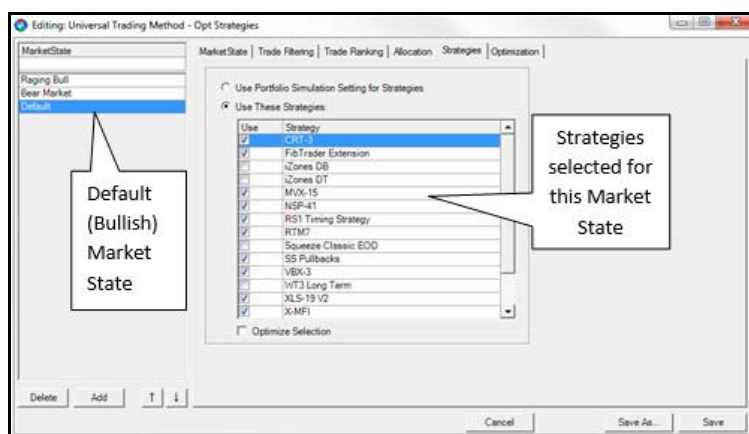 Editing: Universal Trading Method - Opt Strategies
MarketState
Raging Bull
Bear Market
Default
MarketState | Trade Filtering | Trade Ranking | Allocation | Strategies | Optimization
Use Portfolio Simulation Setting for Strategies
Use These Strategies:
Use Strategy
CRT-3
FibTrader Extension
iZones DB
iZones DT
MVX-15
NSP-41
RS1 Timing Strategy
RTM7
Squeeze Classic EOD
SS Pullbacks
VBX-3
WT3 Long Term
XLS-19 V2
X-MFI
Optimize Selection
Default
(Bullish)
Market
State
Strategies
selected for
this Market
State
Delete Add ↑ ↓
Cancel Save As... Save